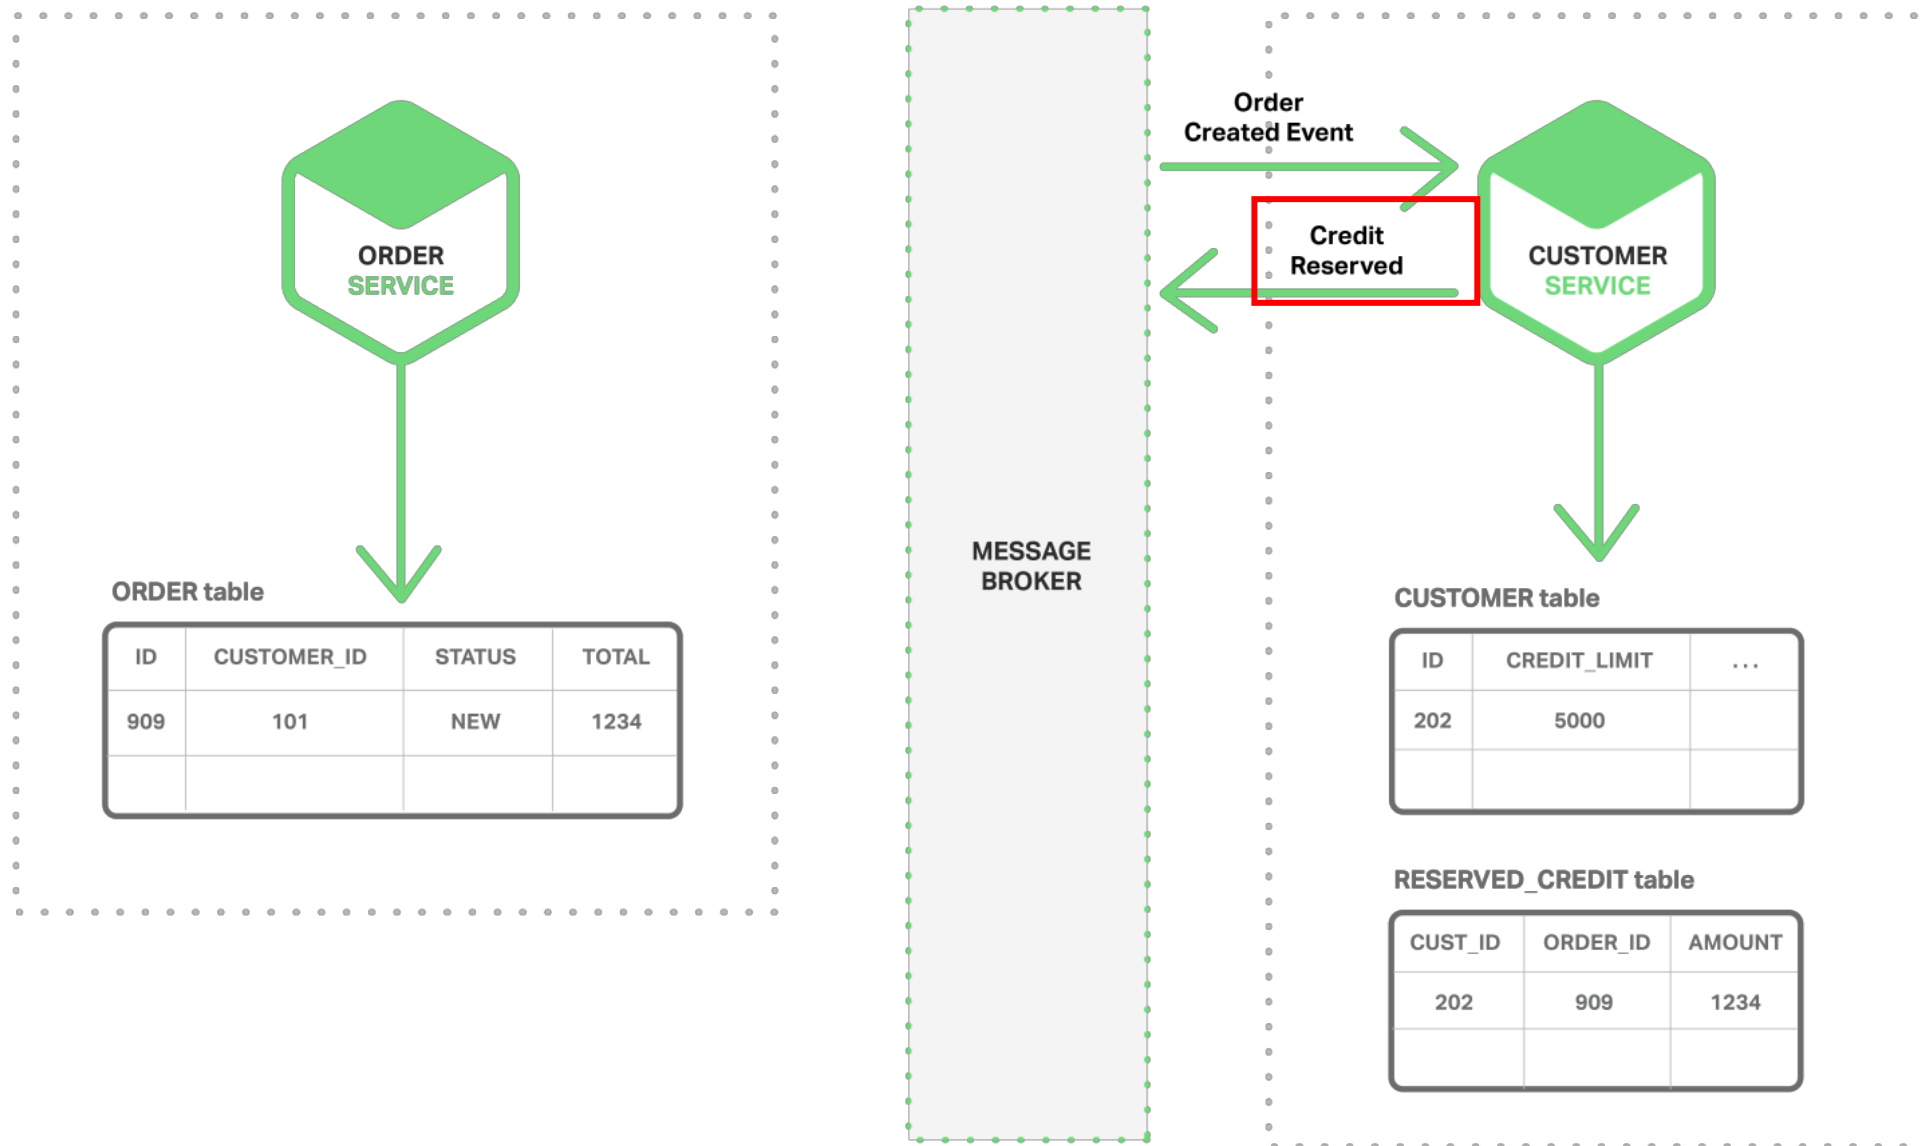 ORDER
SERVICE
ORDER table
ID CUSTOMER_ID STATUS TOTAL
909 101 NEW 1234
MESSAGE
BROKER
Order
Created Event
Credit
Reserved
CUSTOMER
SERVICE
CUSTOMER table
ID CREDIT_LIMIT ...
202 5000
RESERVED_CREDIT table
CUST_ID ORDER_ID AMOUNT
202 909 1234